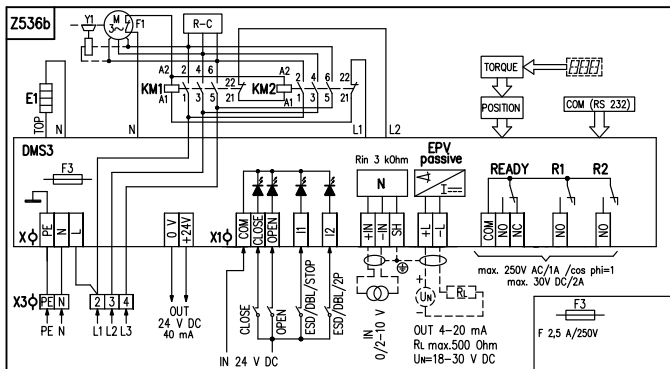 Z536b
Y1
M
3~
F1
R-C
A2
2 4 6
22
KM1
A1
1 3 5
21
A2
2 4 6
22
KM2
A1
1 3 5
21
E1
TOP
N
N
L1
L2
TORQUE
POSITION
COM (RS 232)
DMS3
F3
Rin 3 kOhm
N
EPV
passive
I
READY
R1
R2
X
PE
N
L
0 V
+24V
X1
COM
CLOSE
OPEN
I1
I2
+IN
-IN
SH
+L
-L
COM
NO
NC
NO
NO
max. 250V AC/1A /cos phi=1
max. 30V DC/2A
X3
PE N
2 3 4
PE N
L1 L2 L3
OUT
24 V DC
40 mA
CLOSE
OPEN
ESD/DBL/STOP
ESD/DBL/2P
IN 24 V DC
IN
0/2-10 V
+
UN
-
RL
OUT 4-20 mA
RL max.500 Ohm
UN=18-30 V DC
F3
F 2,5 A/250V